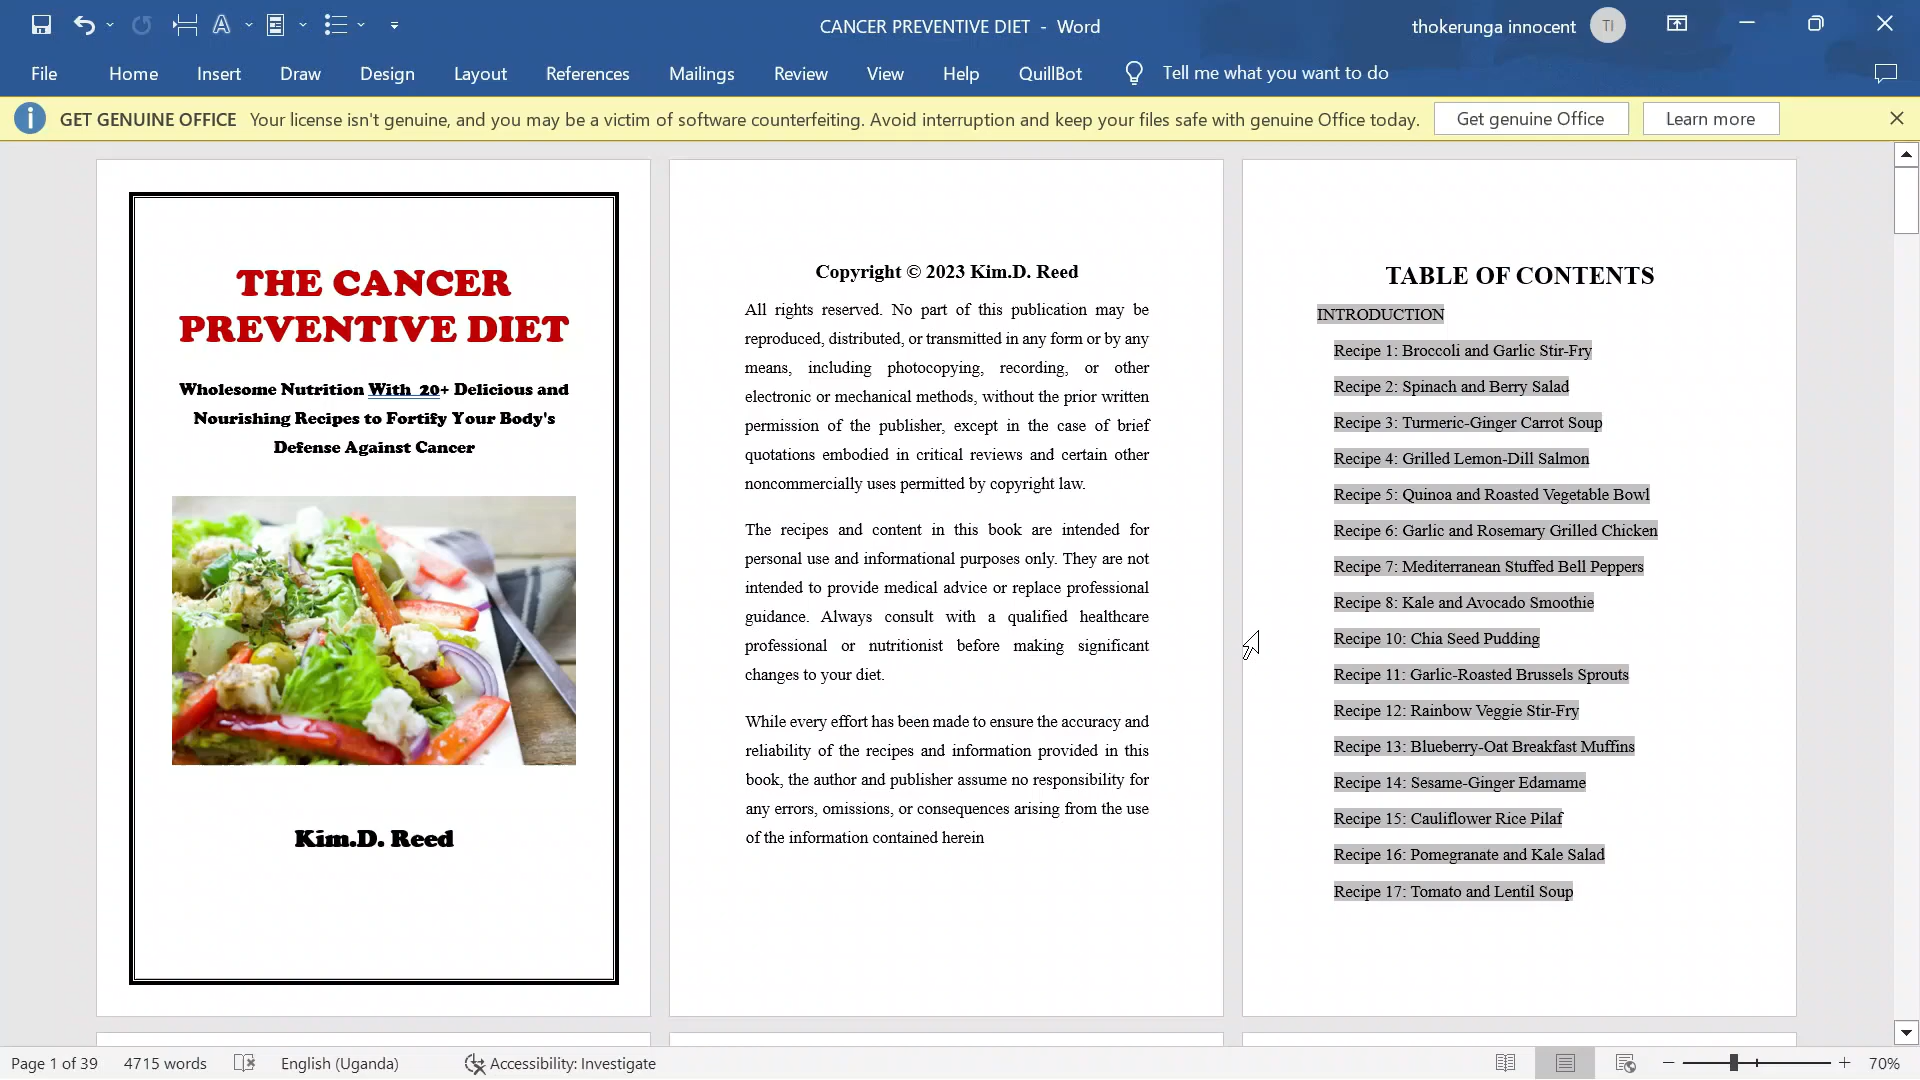 CANCER PREVENTIVE DIET - Word
thokerunga innocent
TI
File Home Insert Draw Design Layout References Mailings Review View Help QuillBot Tell me what you want to do
GET GENUINE OFFICE Your license isn't genuine, and you may be a victim of software counterfeiting. Avoid interruption and keep your files safe with genuine Office today. Get genuine Office Learn more
THE CANCER
PREVENTIVE DIET
Wholesome Nutrition With 20+ Delicious and
Nourishing Recipes to Fortify Your Body's
Defense Against Cancer
Kim.D. Reed
Copyright © 2023 Kim.D. Reed
All rights reserved. No part of this publication may be
reproduced, distributed, or transmitted in any form or by any
means, including photocopying, recording, or other
electronic or mechanical methods, without the prior written
permission of the publisher, except in the case of brief
quotations embodied in critical reviews and certain other
noncommercially uses permitted by copyright law.
The recipes and content in this book are intended for
personal use and informational purposes only. They are not
intended to provide medical advice or replace professional
guidance. Always consult with a qualified healthcare
professional or nutritionist before making significant
changes to your diet.
While every effort has been made to ensure the accuracy and
reliability of the recipes and information provided in this
book, the author and publisher assume no responsibility for
any errors, omissions, or consequences arising from the use
of the information contained herein
TABLE OF CONTENTS
INTRODUCTION
Recipe 1: Broccoli and Garlic Stir-Fry
Recipe 2: Spinach and Berry Salad
Recipe 3: Turmeric-Ginger Carrot Soup
Recipe 4: Grilled Lemon-Dill Salmon
Recipe 5: Quinoa and Roasted Vegetable Bowl
Recipe 6: Garlic and Rosemary Grilled Chicken
Recipe 7: Mediterranean Stuffed Bell Peppers
Recipe 8: Kale and Avocado Smoothie
Recipe 10: Chia Seed Pudding
Recipe 11: Garlic-Roasted Brussels Sprouts
Recipe 12: Rainbow Veggie Stir-Fry
Recipe 13: Blueberry-Oat Breakfast Muffins
Recipe 14: Sesame-Ginger Edamame
Recipe 15: Cauliflower Rice Pilaf
Recipe 16: Pomegranate and Kale Salad
Recipe 17: Tomato and Lentil Soup
Page 1 of 39 4715 words English (Uganda) Accessibility: Investigate 70%